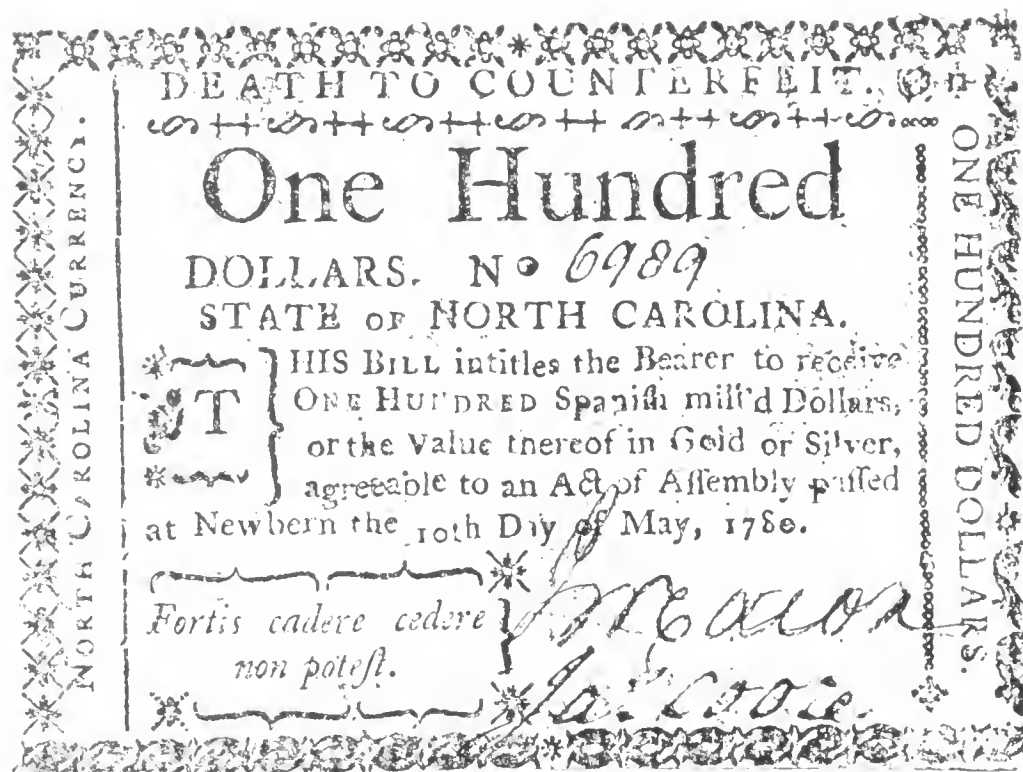 DEATH TO COUNTERFEIT.
NORTH CAROLINA CURRENCY.
One Hundred
DOLLARS. No 6989
STATE OF NORTH CAROLINA.
THIS BILL intitles the Bearer to receive
ONE HUNDRED Spaniſh mill'd Dollars,
or the Value thereof in Gold or Silver,
agreeable to an Act of Aſſembly paſſed
at Newbern the 10th Day of May, 1780.
Fortis cadere cedere
non poteſt.
ONE HUNDRED DOLLARS.